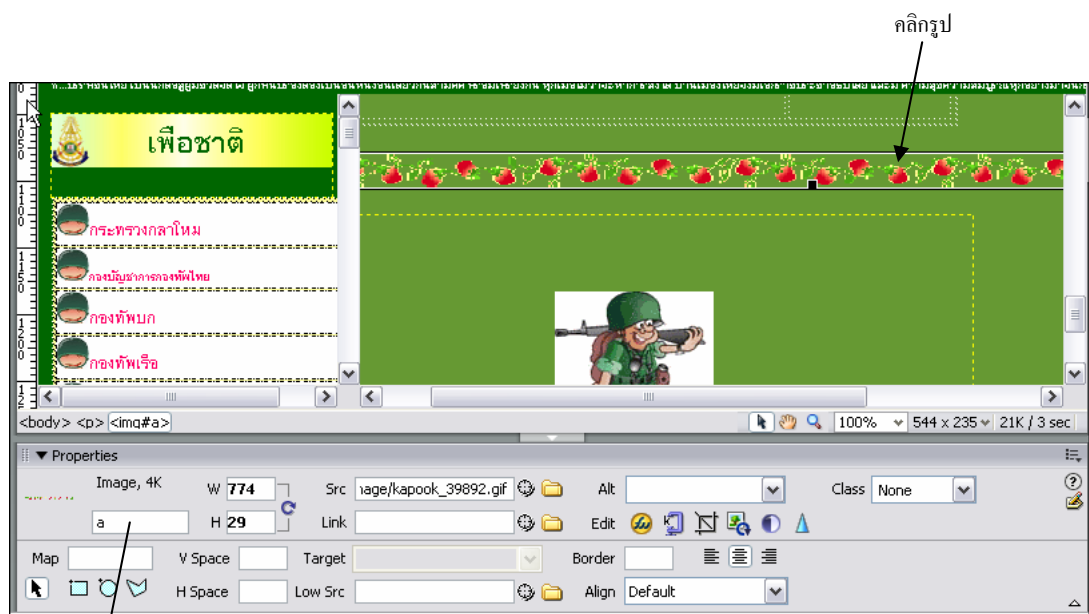 คลิกรูป
เพื่อชาติ
กระทรวงกลาโหม
กองบัญชาการกองทัพไทย
กองทัพบก
กองทัพเรือ
<body> <p> <img#a>
100% 544 x 235 21K / 3 sec
Properties
Image, 4K W 774 Src nage/kapook_39892.gif Alt Class None
a H 29 Link Edit
Map V Space Target Border
H Space Low Src Align Default